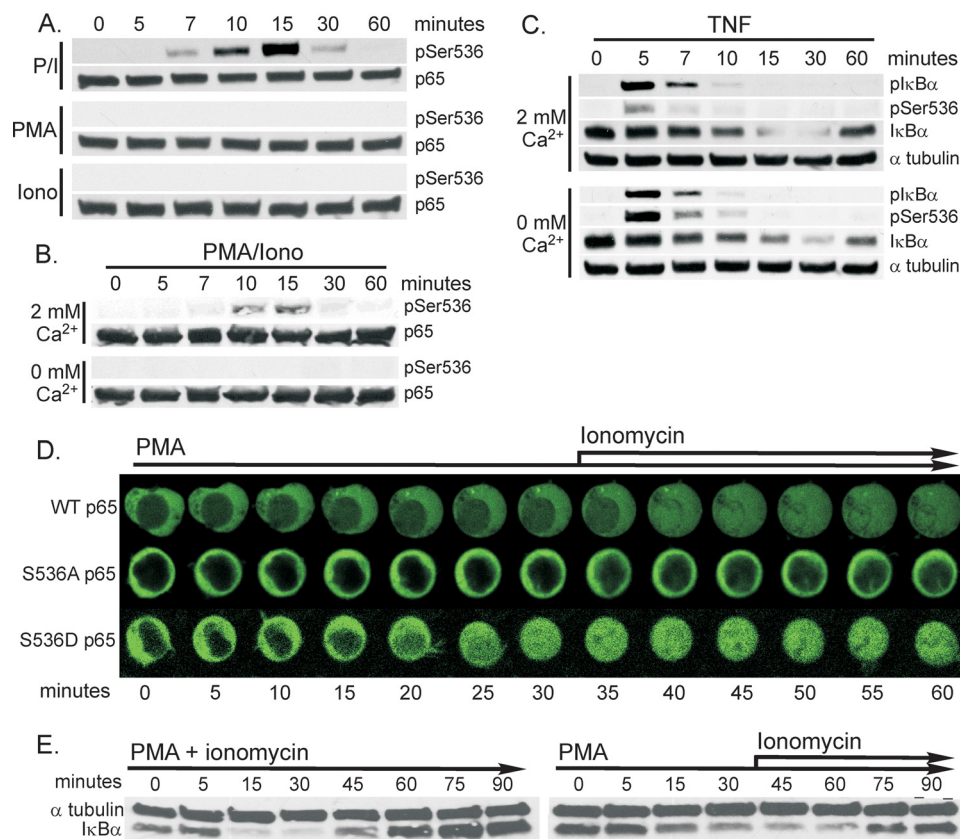 A.
0 5 7 10 15 30 60 minutes
P/I
pSer536
p65
PMA
pSer536
p65
Iono
pSer536
p65
B.
PMA/Iono
0 5 7 10 15 30 60 minutes
2 mM Ca²⁺
pSer536
p65
0 mM Ca²⁺
pSer536
p65
C.
TNF
0 5 7 10 15 30 60 minutes
2 mM Ca²⁺
pIκBα
pSer536
IκBα
α tubulin
0 mM Ca²⁺
pIκBα
pSer536
IκBα
α tubulin
D.
PMA
Ionomycin
WT p65
S536A p65
S536D p65
minutes 0 5 10 15 20 25 30 35 40 45 50 55 60
E.
PMA + ionomycin
minutes 0 5 15 30 45 60 75 90
α tubulin
IκBα
PMA
Ionomycin
0 5 15 30 45 60 75 90